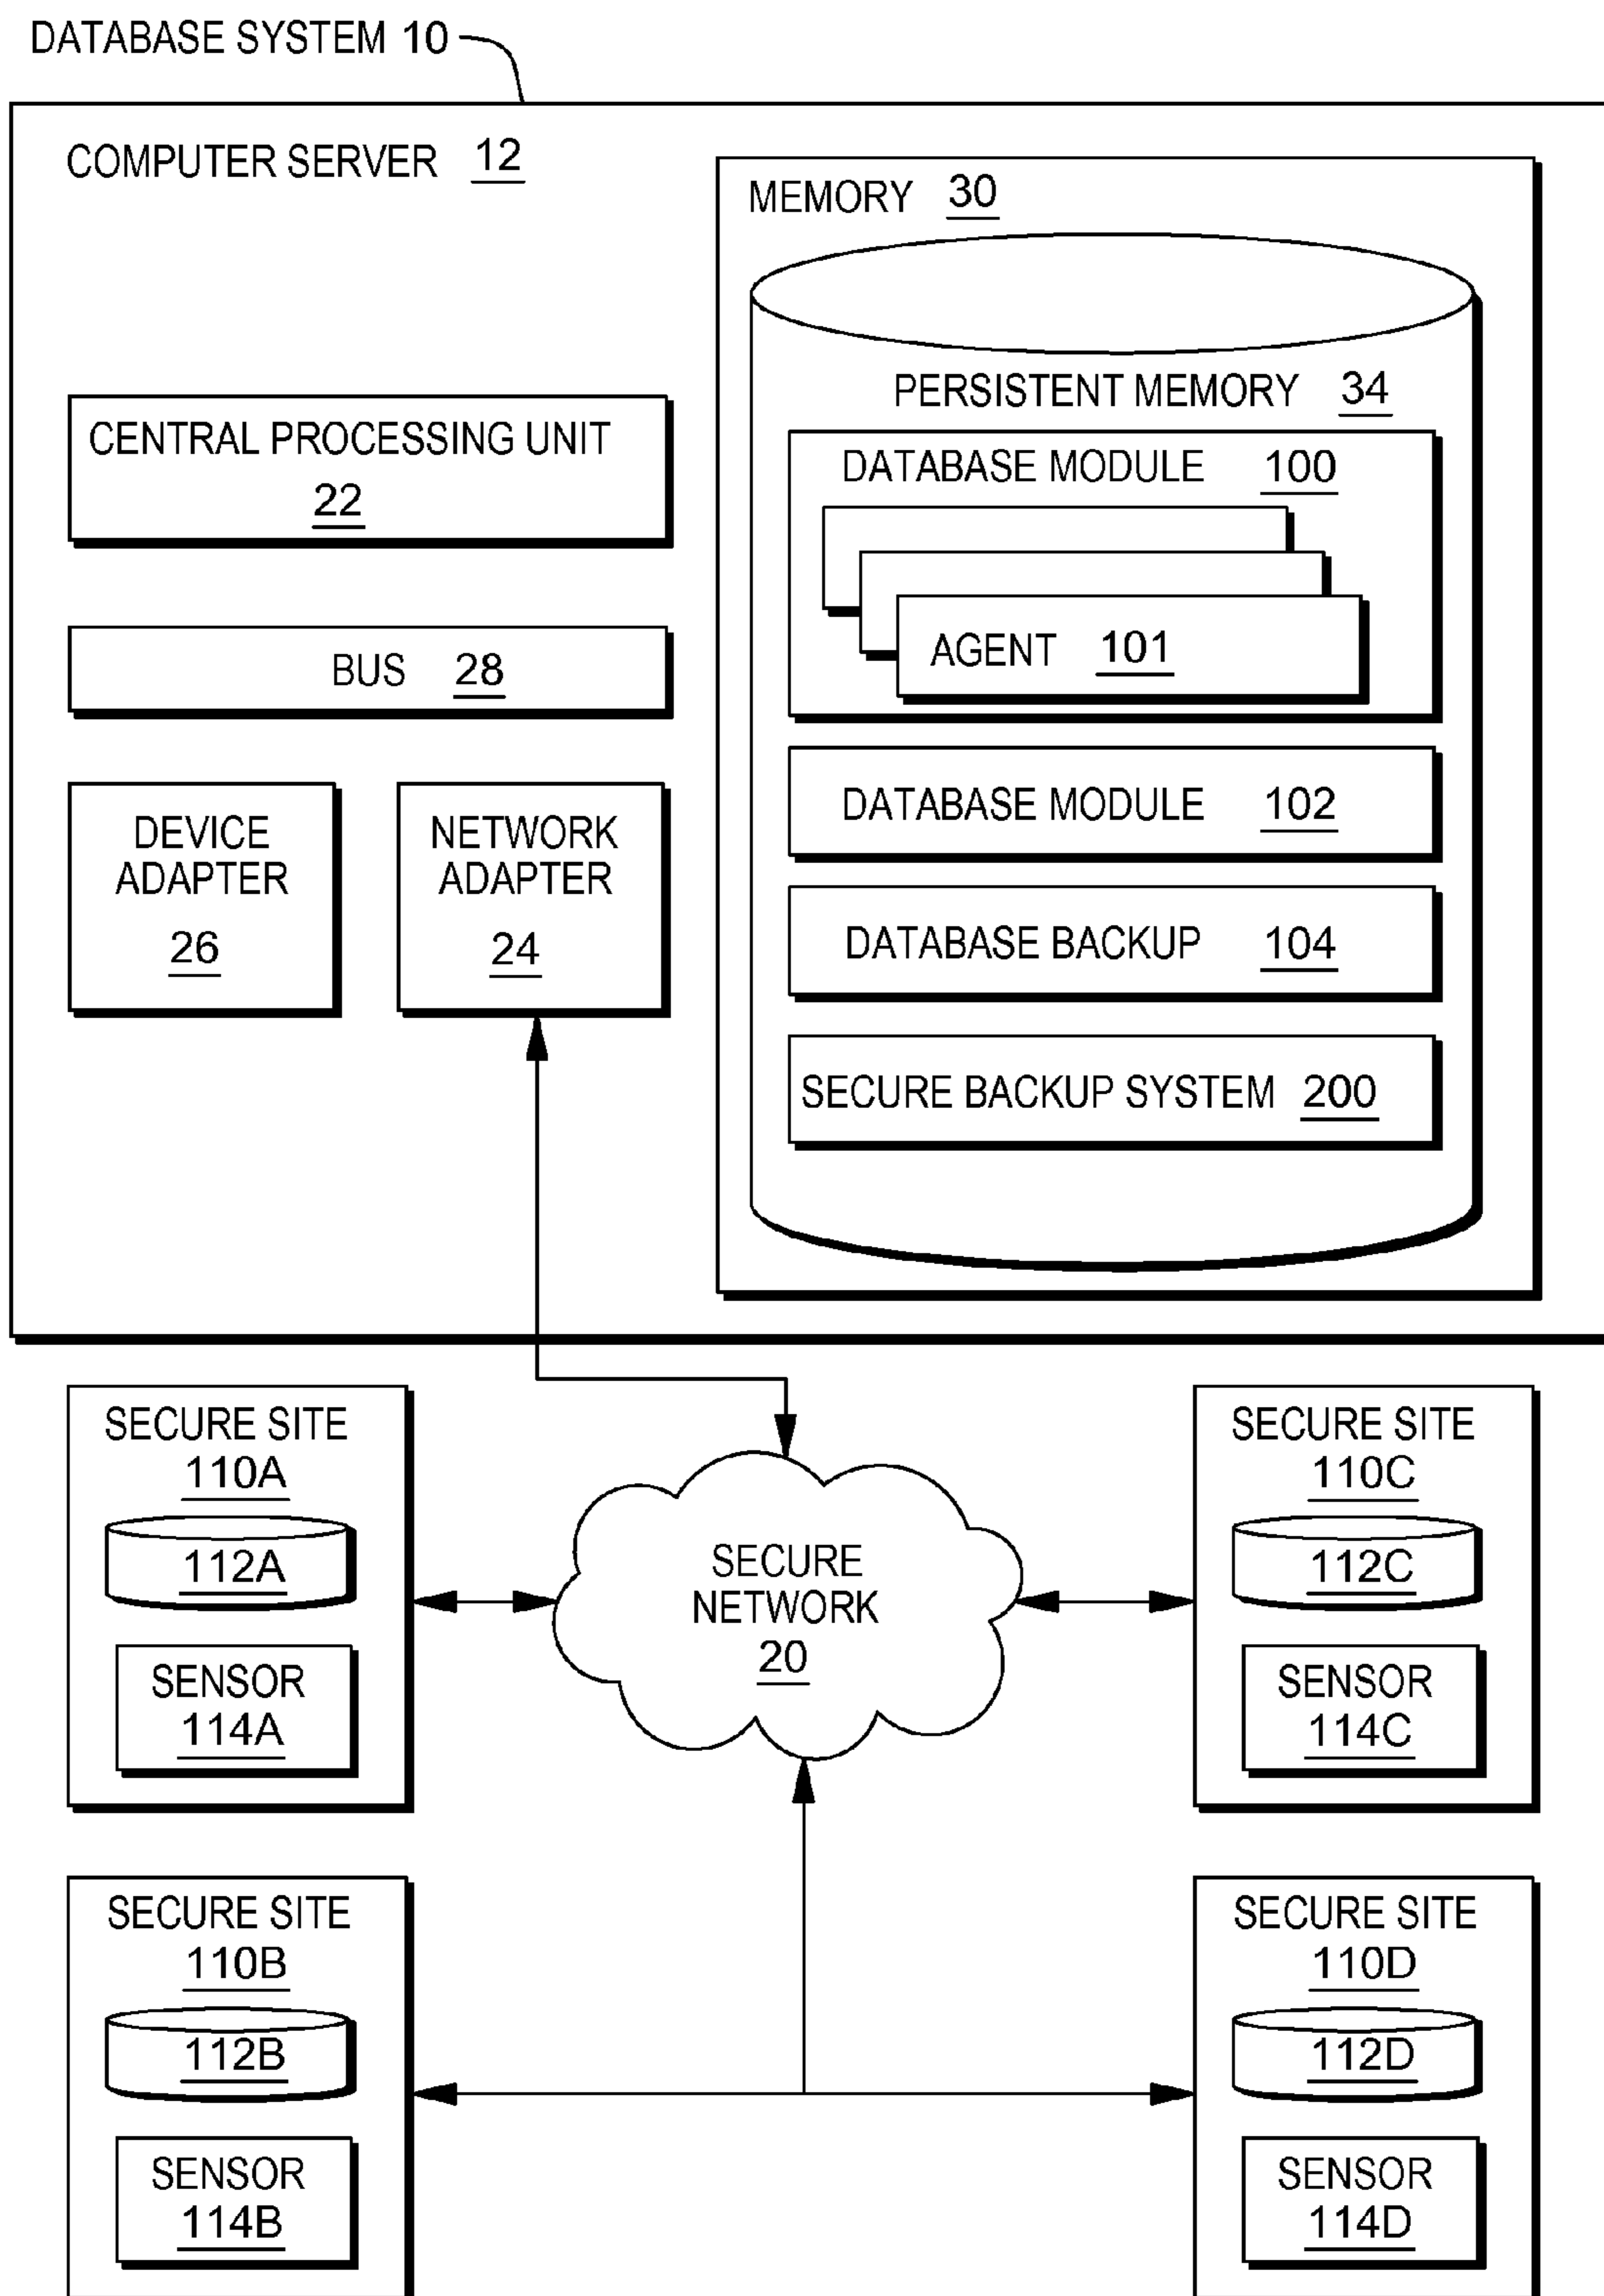 DATABASE SYSTEM 10
COMPUTER SERVER 12
MEMORY 30
PERSISTENT MEMORY 34
CENTRAL PROCESSING UNIT
22
DATABASE MODULE 100
AGENT 101
BUS 28
DATABASE MODULE 102
DEVICE
ADAPTER
26
NETWORK
ADAPTER
24
DATABASE BACKUP 104
SECURE BACKUP SYSTEM 200
SECURE SITE
110A
112A
SENSOR
114A
SECURE
NETWORK
20
SECURE SITE
110C
112C
SENSOR
114C
SECURE SITE
110B
112B
SENSOR
114B
SECURE SITE
110D
112D
SENSOR
114D